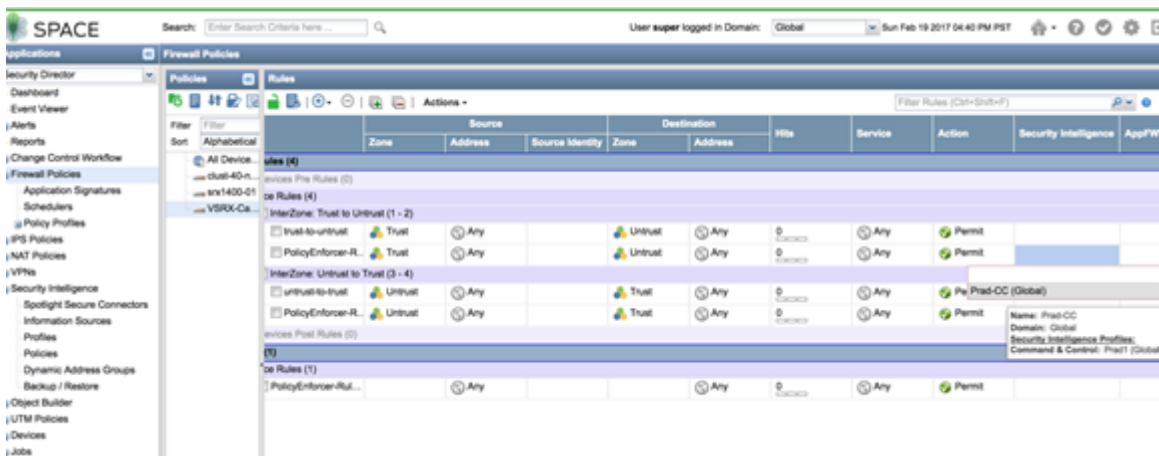 SPACE
Search: Enter Search Criteria here ...
User super logged in Domain: Global
Sun Feb 19 2017 04:40 PM PST
Applications
Firewall Policies
Security Director
Dashboard
Event Viewer
Alerts
Reports
Change Control Workflow
Firewall Policies
Application Signatures
Schedulers
Policy Profiles
IPS Policies
NAT Policies
VPNs
Security Intelligence
Spotlight Secure Connectors
Information Sources
Profiles
Policies
Dynamic Address Groups
Backup / Restore
Object Builder
UTM Policies
Devices
Jobs
Policies
Filter Filter
Sort Alphabetical
All Device...
clust-40-n...
srx1400-01
VSRX-Ca...
Rules
Actions
Filter Rules (Ctrl+Shift+F)
Source Destination Hits Service Action Security Intelligence AppFW
Zone Address Source Identity Zone Address
ules (4)
evices Pre Rules (0)
ce Rules (4)
InterZone: Trust to Untrust (1 - 2)
trust-to-untrust Trust Any Untrust Any 0 Any Permit
PolicyEnforcer-R... Trust Any Untrust Any 0 Any Permit
InterZone: Untrust to Trust (3 - 4)
untrust-to-trust Untrust Any Trust Any 0 Any Pe Prad-CC (Global)
PolicyEnforcer-R... Untrust Any Trust Any 0 Any Permit
Name: Prad-CC
Domain: Global
Security Intelligence Profiles:
Command & Control: Prad1 (Global
evices Post Rules (0)
(1)
ce Rules (1)
PolicyEnforcer-Rul... Any Any 0 Any Permit